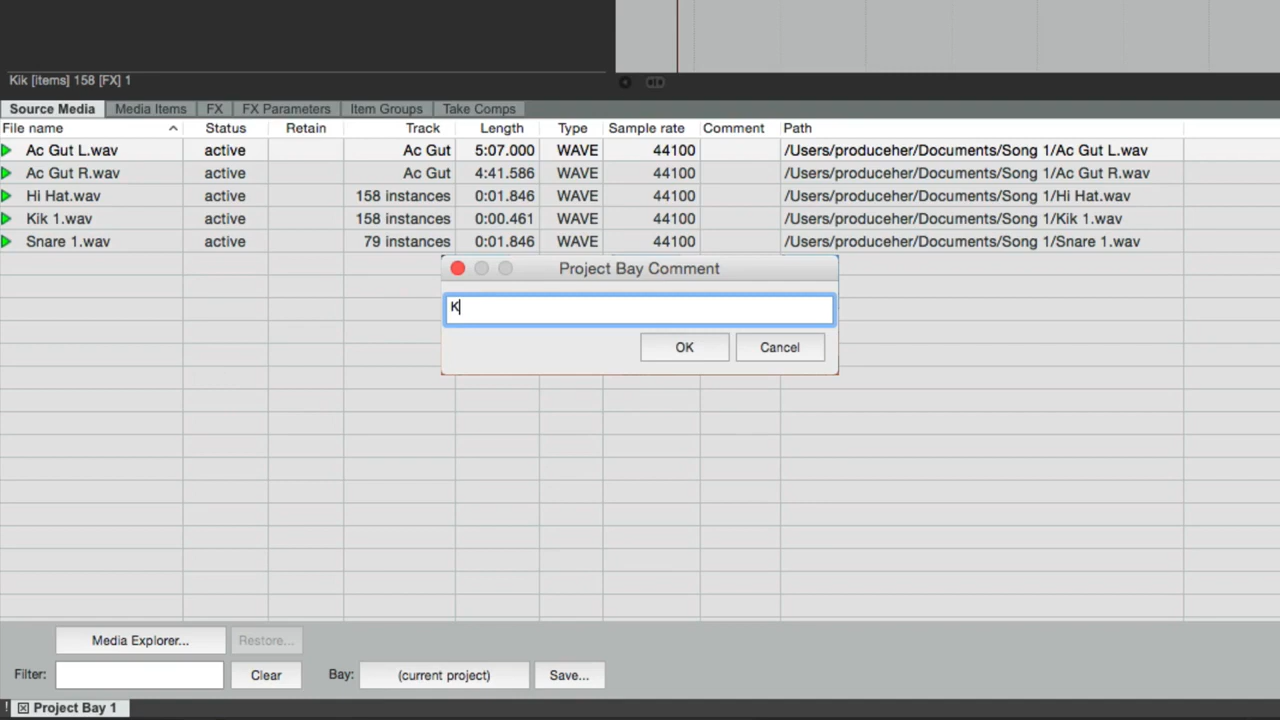 Kik [items] 158 [FX] 1
Source Media Media Items FX FX Parameters Item Groups Take Comps
File name Status Retain Track Length Type Sample rate Comment Path
Ac Gut L.wav active Ac Gut 5:07.000 WAVE 44100 /Users/produceher/Documents/Song 1/Ac Gut L.wav
Ac Gut R.wav active Ac Gut 4:41.586 WAVE 44100 /Users/produceher/Documents/Song 1/Ac Gut R.wav
Hi Hat.wav active 158 instances 0:01.846 WAVE 44100 /Users/produceher/Documents/Song 1/Hi Hat.wav
Kik 1.wav active 158 instances 0:00.461 WAVE 44100 /Users/produceher/Documents/Song 1/Kik 1.wav
Snare 1.wav active 79 instances 0:01.846 WAVE 44100 /Users/produceher/Documents/Song 1/Snare 1.wav
Project Bay Comment
K
OK Cancel
Media Explorer... Restore...
Filter: Clear Bay: (current project) Save...
! Project Bay 1